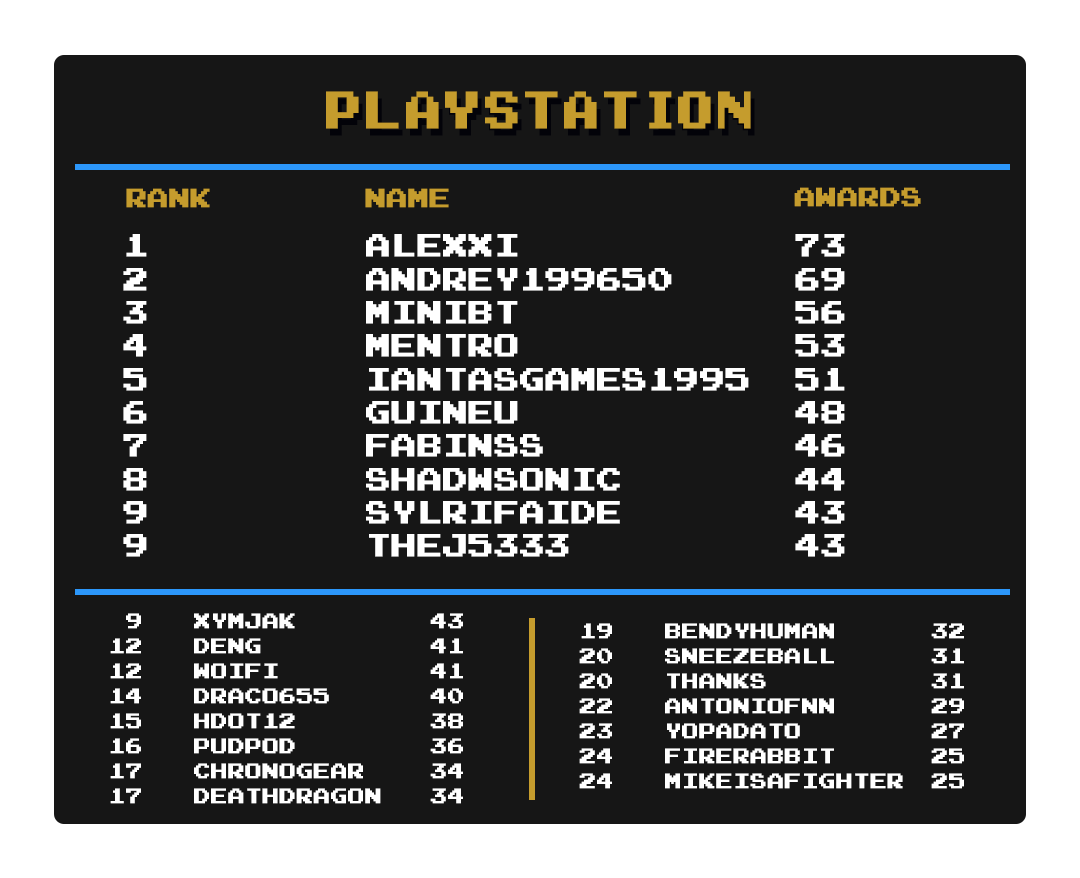 PLAYSTATION
RANK NAME AWARDS
1 ALEXXI 73
2 ANDREY199650 69
3 MINIBT 56
4 MENTRO 53
5 IANTASGAMES1995 51
6 GUINEU 48
7 FABINSS 46
8 SHADWSONIC 44
9 SYLRIFAIDE 43
9 THEJ5333 43
9 XYMJAK 43
12 DENG 41
12 WOIFI 41
14 DRACO655 40
15 HDOT12 38
16 PUDPOD 36
17 CHRONOGEAR 34
17 DEATHDRAGON 34
19 BENDYHUMAN 32
20 SNEEZEBALL 31
20 THANKS 31
22 ANTONIOFNN 29
23 YOPADATO 27
24 FIRERABBIT 25
24 MIKEISAFIGHTER 25